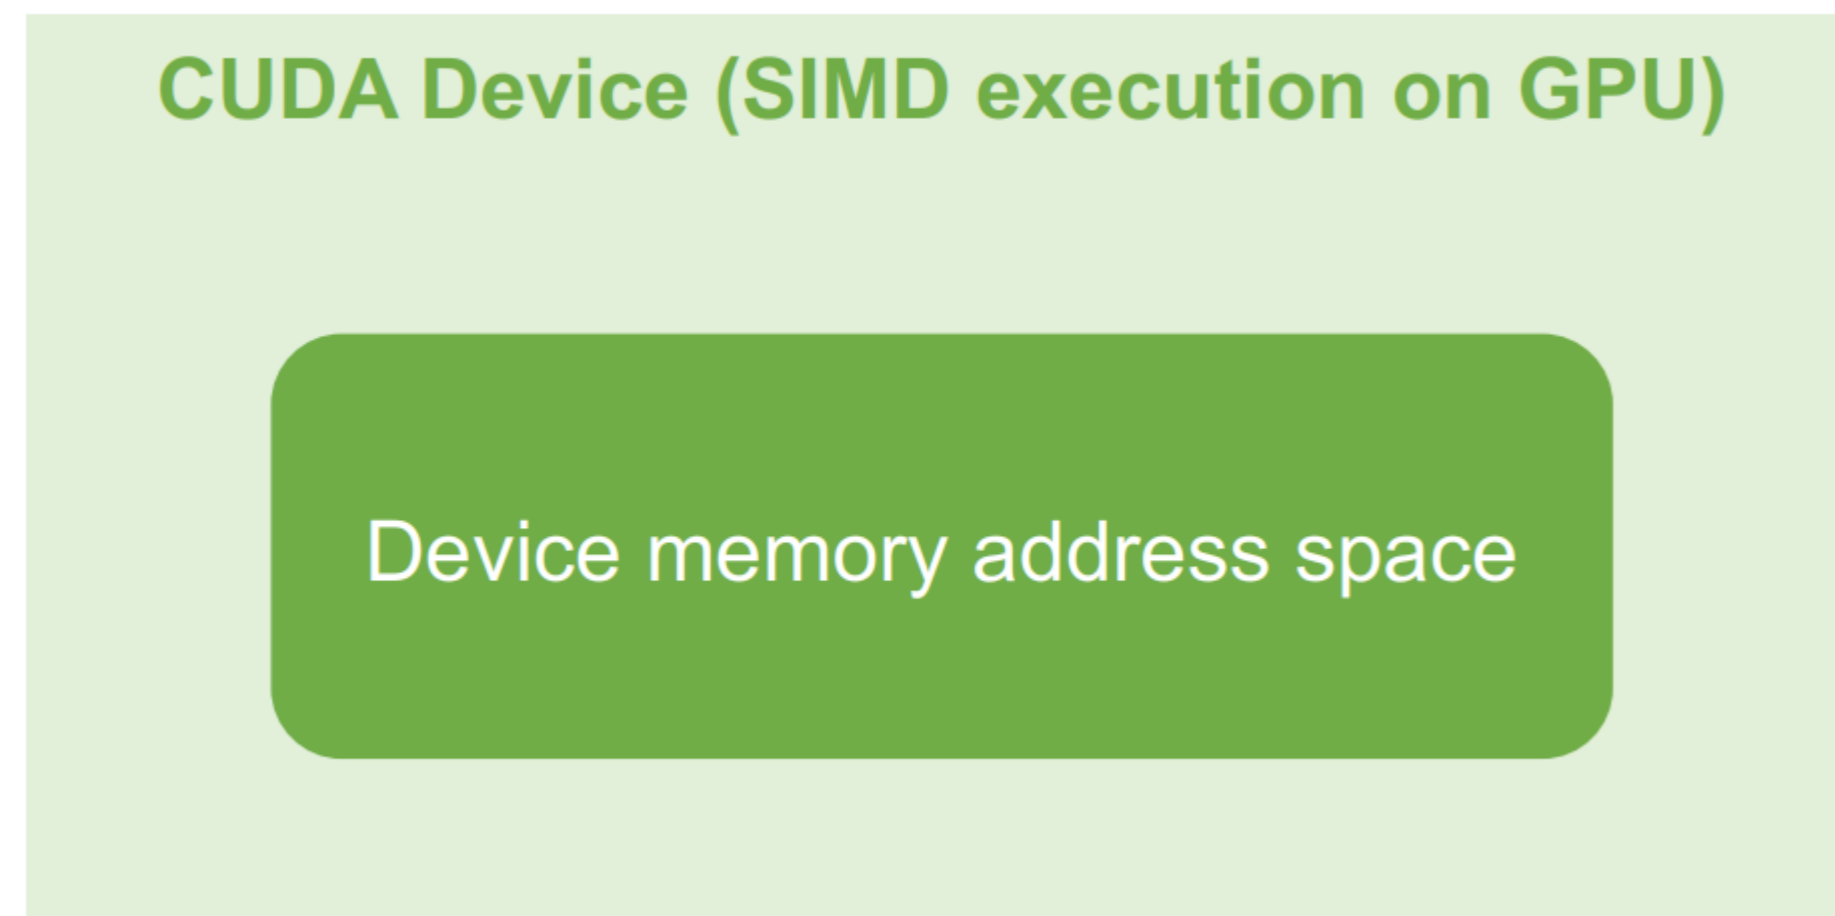 CUDA Device (SIMD execution on GPU)
Device memory address space